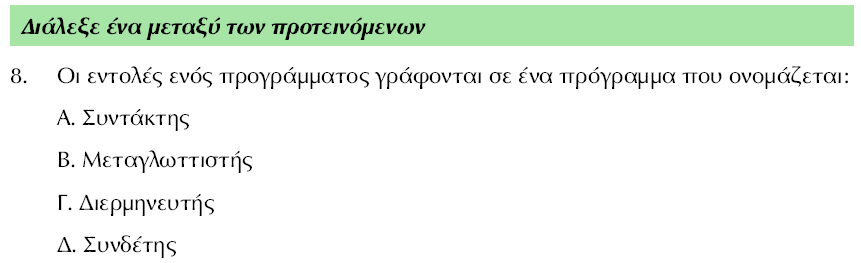 Διάλεξε ένα μεταξύ των προτεινόμενων
8. Οι εντολές ενός προγράμματος γράφονται σε ένα πρόγραμμα που ονομάζεται:
Α. Συντάκτης
Β. Μεταγλωττιστής
Γ. Διερμηνευτής
Δ. Συνδέτης